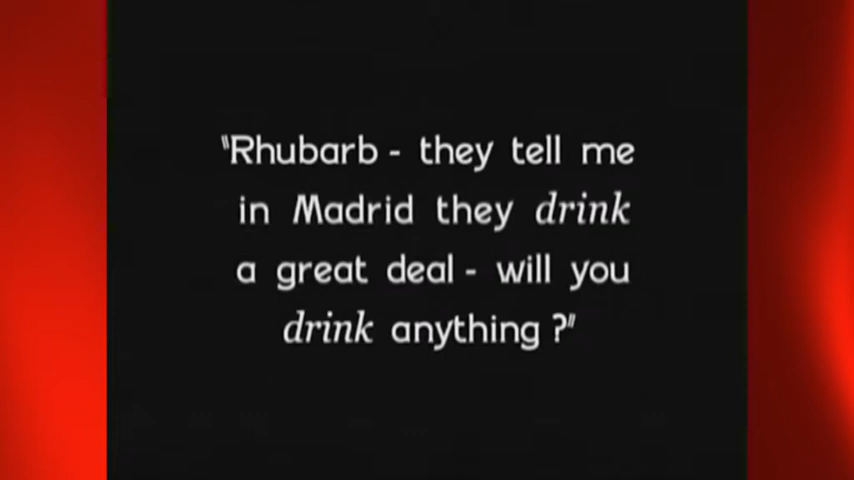 "Rhubarb - they tell me
in Madrid they drink
a great deal - will you
drink anything ?"